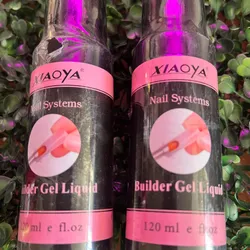 XIAOYA
Nail Systems
Builder Gel Liquid
ml e fl.oz
XIAOYA
Nail Systems
Builder Gel Liquid
120 ml e fl.oz